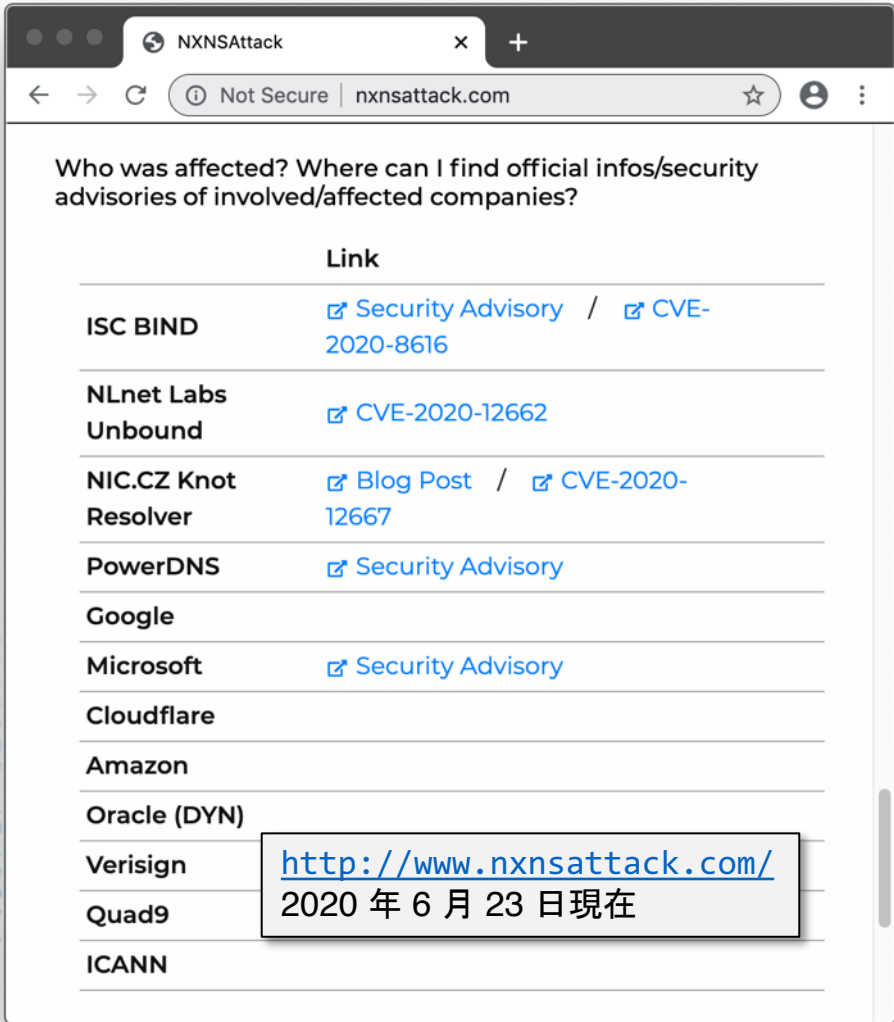 NXNSAttack
Not Secure | nxnsattack.com
Who was affected? Where can I find official infos/security
advisories of involved/affected companies?
Link
ISC BIND
Security Advisory / CVE-
2020-8616
NLnet Labs
Unbound
CVE-2020-12662
NIC.CZ Knot
Resolver
Blog Post / CVE-2020-
12667
PowerDNS
Security Advisory
Google
Microsoft
Security Advisory
Cloudflare
Amazon
Oracle (DYN)
Verisign
Quad9
ICANN
http://www.nxnsattack.com/
2020 年 6 月 23 日現在